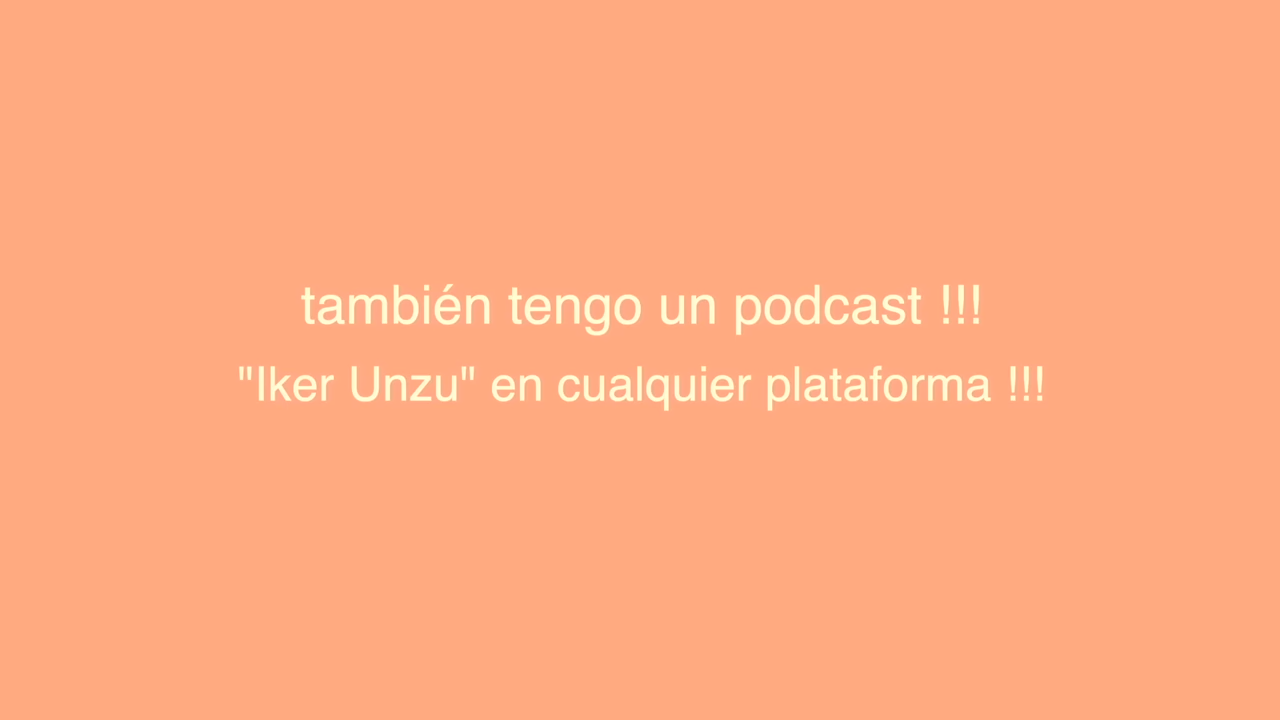 también tengo un podcast !!!
"Iker Unzu" en cualquier plataforma !!!